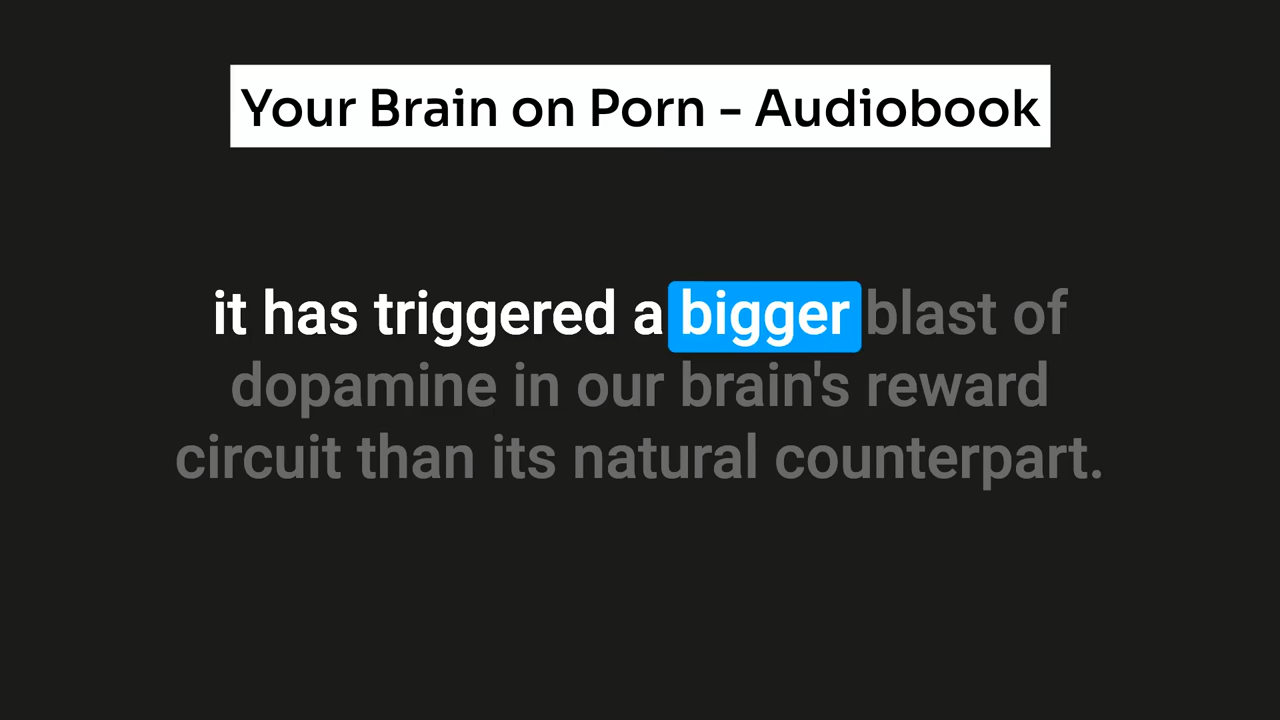 Your Brain on Porn - Audiobook
it has triggered a bigger blast of
dopamine in our brain's reward
circuit than its natural counterpart.